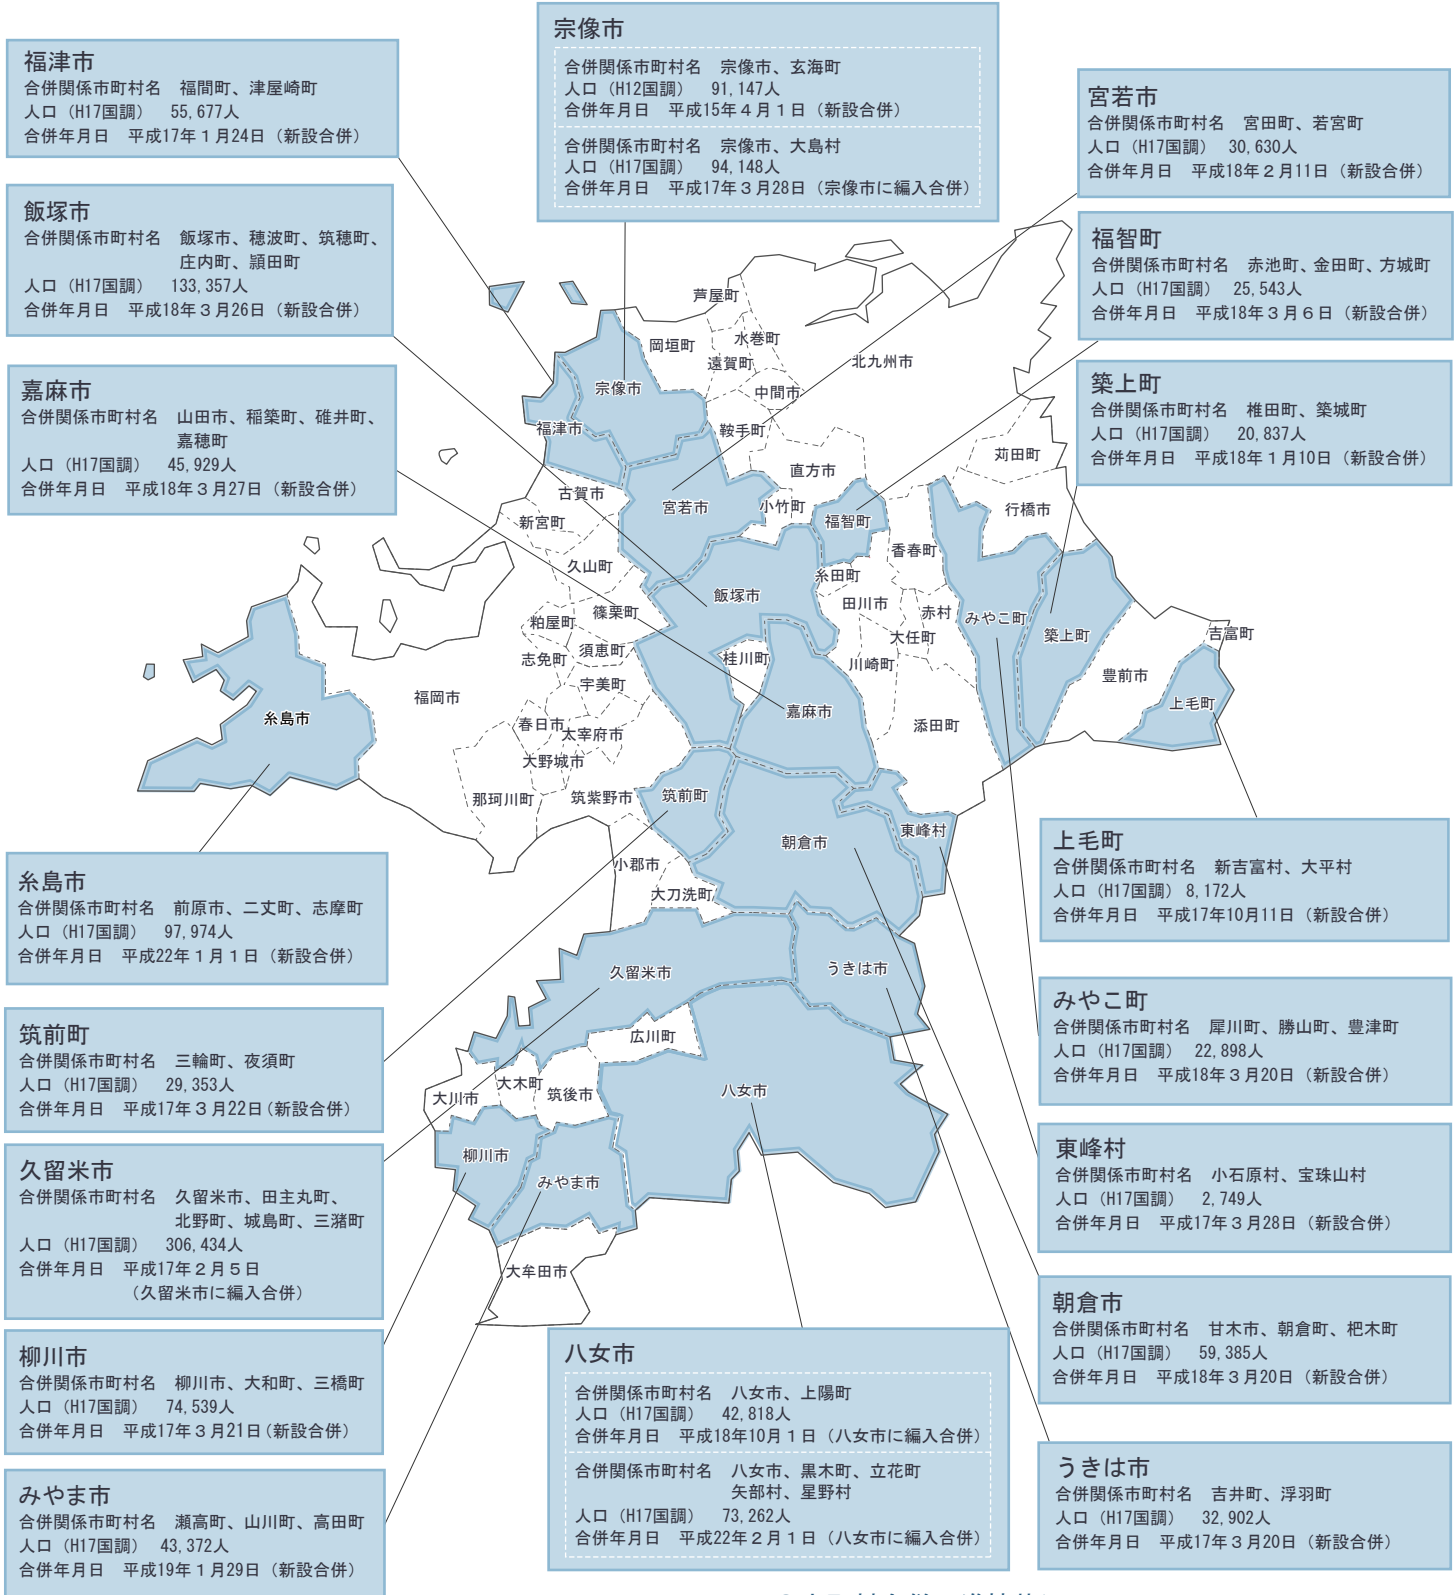 福津市
合併関係市町村名　福間町、津屋崎町
人口（H17国調）　55,677人
合併年月日　平成17年１月24日（新設合併）
飯塚市
合併関係市町村名　飯塚市、穂波町、筑穂町、
庄内町、頴田町
人口（H17国調）　133,357人
合併年月日　平成18年３月26日（新設合併）
嘉麻市
合併関係市町村名　山田市、稲築町、碓井町、
嘉穂町
人口（H17国調）　45,929人
合併年月日　平成18年３月27日（新設合併）
宗像市
合併関係市町村名　宗像市、玄海町
人口（H12国調）　91,147人
合併年月日　平成15年４月１日（新設合併）
合併関係市町村名　宗像市、大島村
人口（H17国調）　94,148人
合併年月日　平成17年３月28日（宗像市に編入合併）
宮若市
合併関係市町村名　宮田町、若宮町
人口（H17国調）　30,630人
合併年月日　平成18年２月11日（新設合併）
福智町
合併関係市町村名　赤池町、金田町、方城町
人口（H17国調）　25,543人
合併年月日　平成18年３月６日（新設合併）
築上町
合併関係市町村名　椎田町、築城町
人口（H17国調）　20,837人
合併年月日　平成18年１月10日（新設合併）
芦屋町
水巻町
岡垣町
遠賀町
北九州市
宗像市
中間市
福津市
鞍手町
苅田町
直方市
古賀市
宮若市
小竹町
福智町
行橋市
新宮町
香春町
久山町
糸田町
飯塚市
田川市
篠栗町
赤村
みやこ町
粕屋町
大任町
築上町
吉富町
須恵町
志免町
桂川町
川崎町
豊前市
宇美町
福岡市
上毛町
糸島市
嘉麻市
春日市
太宰府市
添田町
大野城市
那珂川町
筑紫野市
筑前町
朝倉市
東峰村
小郡市
大刀洗町
久留米市
うきは市
広川町
大木町
八女市
大川市
筑後市
柳川市
みやま市
大牟田市
糸島市
合併関係市町村名　前原市、二丈町、志摩町
人口（H17国調）　97,974人
合併年月日　平成22年１月１日（新設合併）
筑前町
合併関係市町村名　三輪町、夜須町
人口（H17国調）　29,353人
合併年月日　平成17年３月22日（新設合併）
久留米市
合併関係市町村名　久留米市、田主丸町、
北野町、城島町、三潴町
人口（H17国調）　306,434人
合併年月日　平成17年２月５日
（久留米市に編入合併）
柳川市
合併関係市町村名　柳川市、大和町、三橋町
人口（H17国調）　74,539人
合併年月日　平成17年３月21日（新設合併）
みやま市
合併関係市町村名　瀬高町、山川町、高田町
人口（H17国調）　43,372人
合併年月日　平成19年１月29日（新設合併）
八女市
合併関係市町村名　八女市、上陽町
人口（H17国調）　42,818人
合併年月日　平成18年10月１日（八女市に編入合併）
合併関係市町村名　八女市、黒木町、立花町
矢部村、星野村
人口（H17国調）　73,262人
合併年月日　平成22年２月１日（八女市に編入合併）
上毛町
合併関係市町村名　新吉富村、大平村
人口（H17国調）8,172人
合併年月日　平成17年10月11日（新設合併）
みやこ町
合併関係市町村名　犀川町、勝山町、豊津町
人口（H17国調）　22,898人
合併年月日　平成18年３月20日（新設合併）
東峰村
合併関係市町村名　小石原村、宝珠山村
人口（H17国調）　2,749人
合併年月日　平成17年３月28日（新設合併）
朝倉市
合併関係市町村名　甘木市、朝倉町、杷木町
人口（H17国調）　59,385人
合併年月日　平成18年３月20日（新設合併）
うきは市
合併関係市町村名　吉井町、浮羽町
人口（H17国調）　32,902人
合併年月日　平成17年３月20日（新設合併）